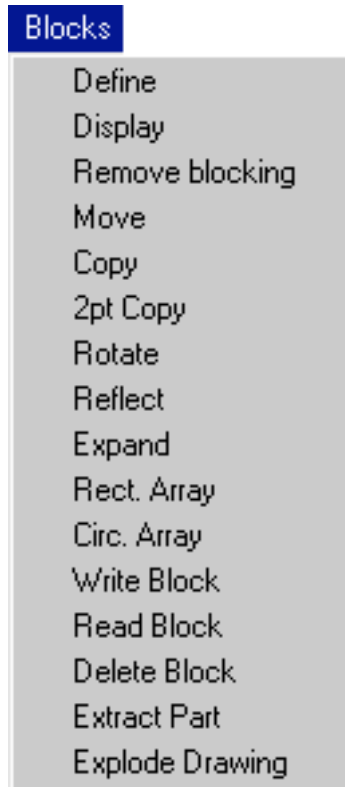 Blocks
Define
Display
Remove blocking
Move
Copy
2pt Copy
Rotate
Reflect
Expand
Rect. Array
Circ. Array
Write Block
Read Block
Delete Block
Extract Part
Explode Drawing